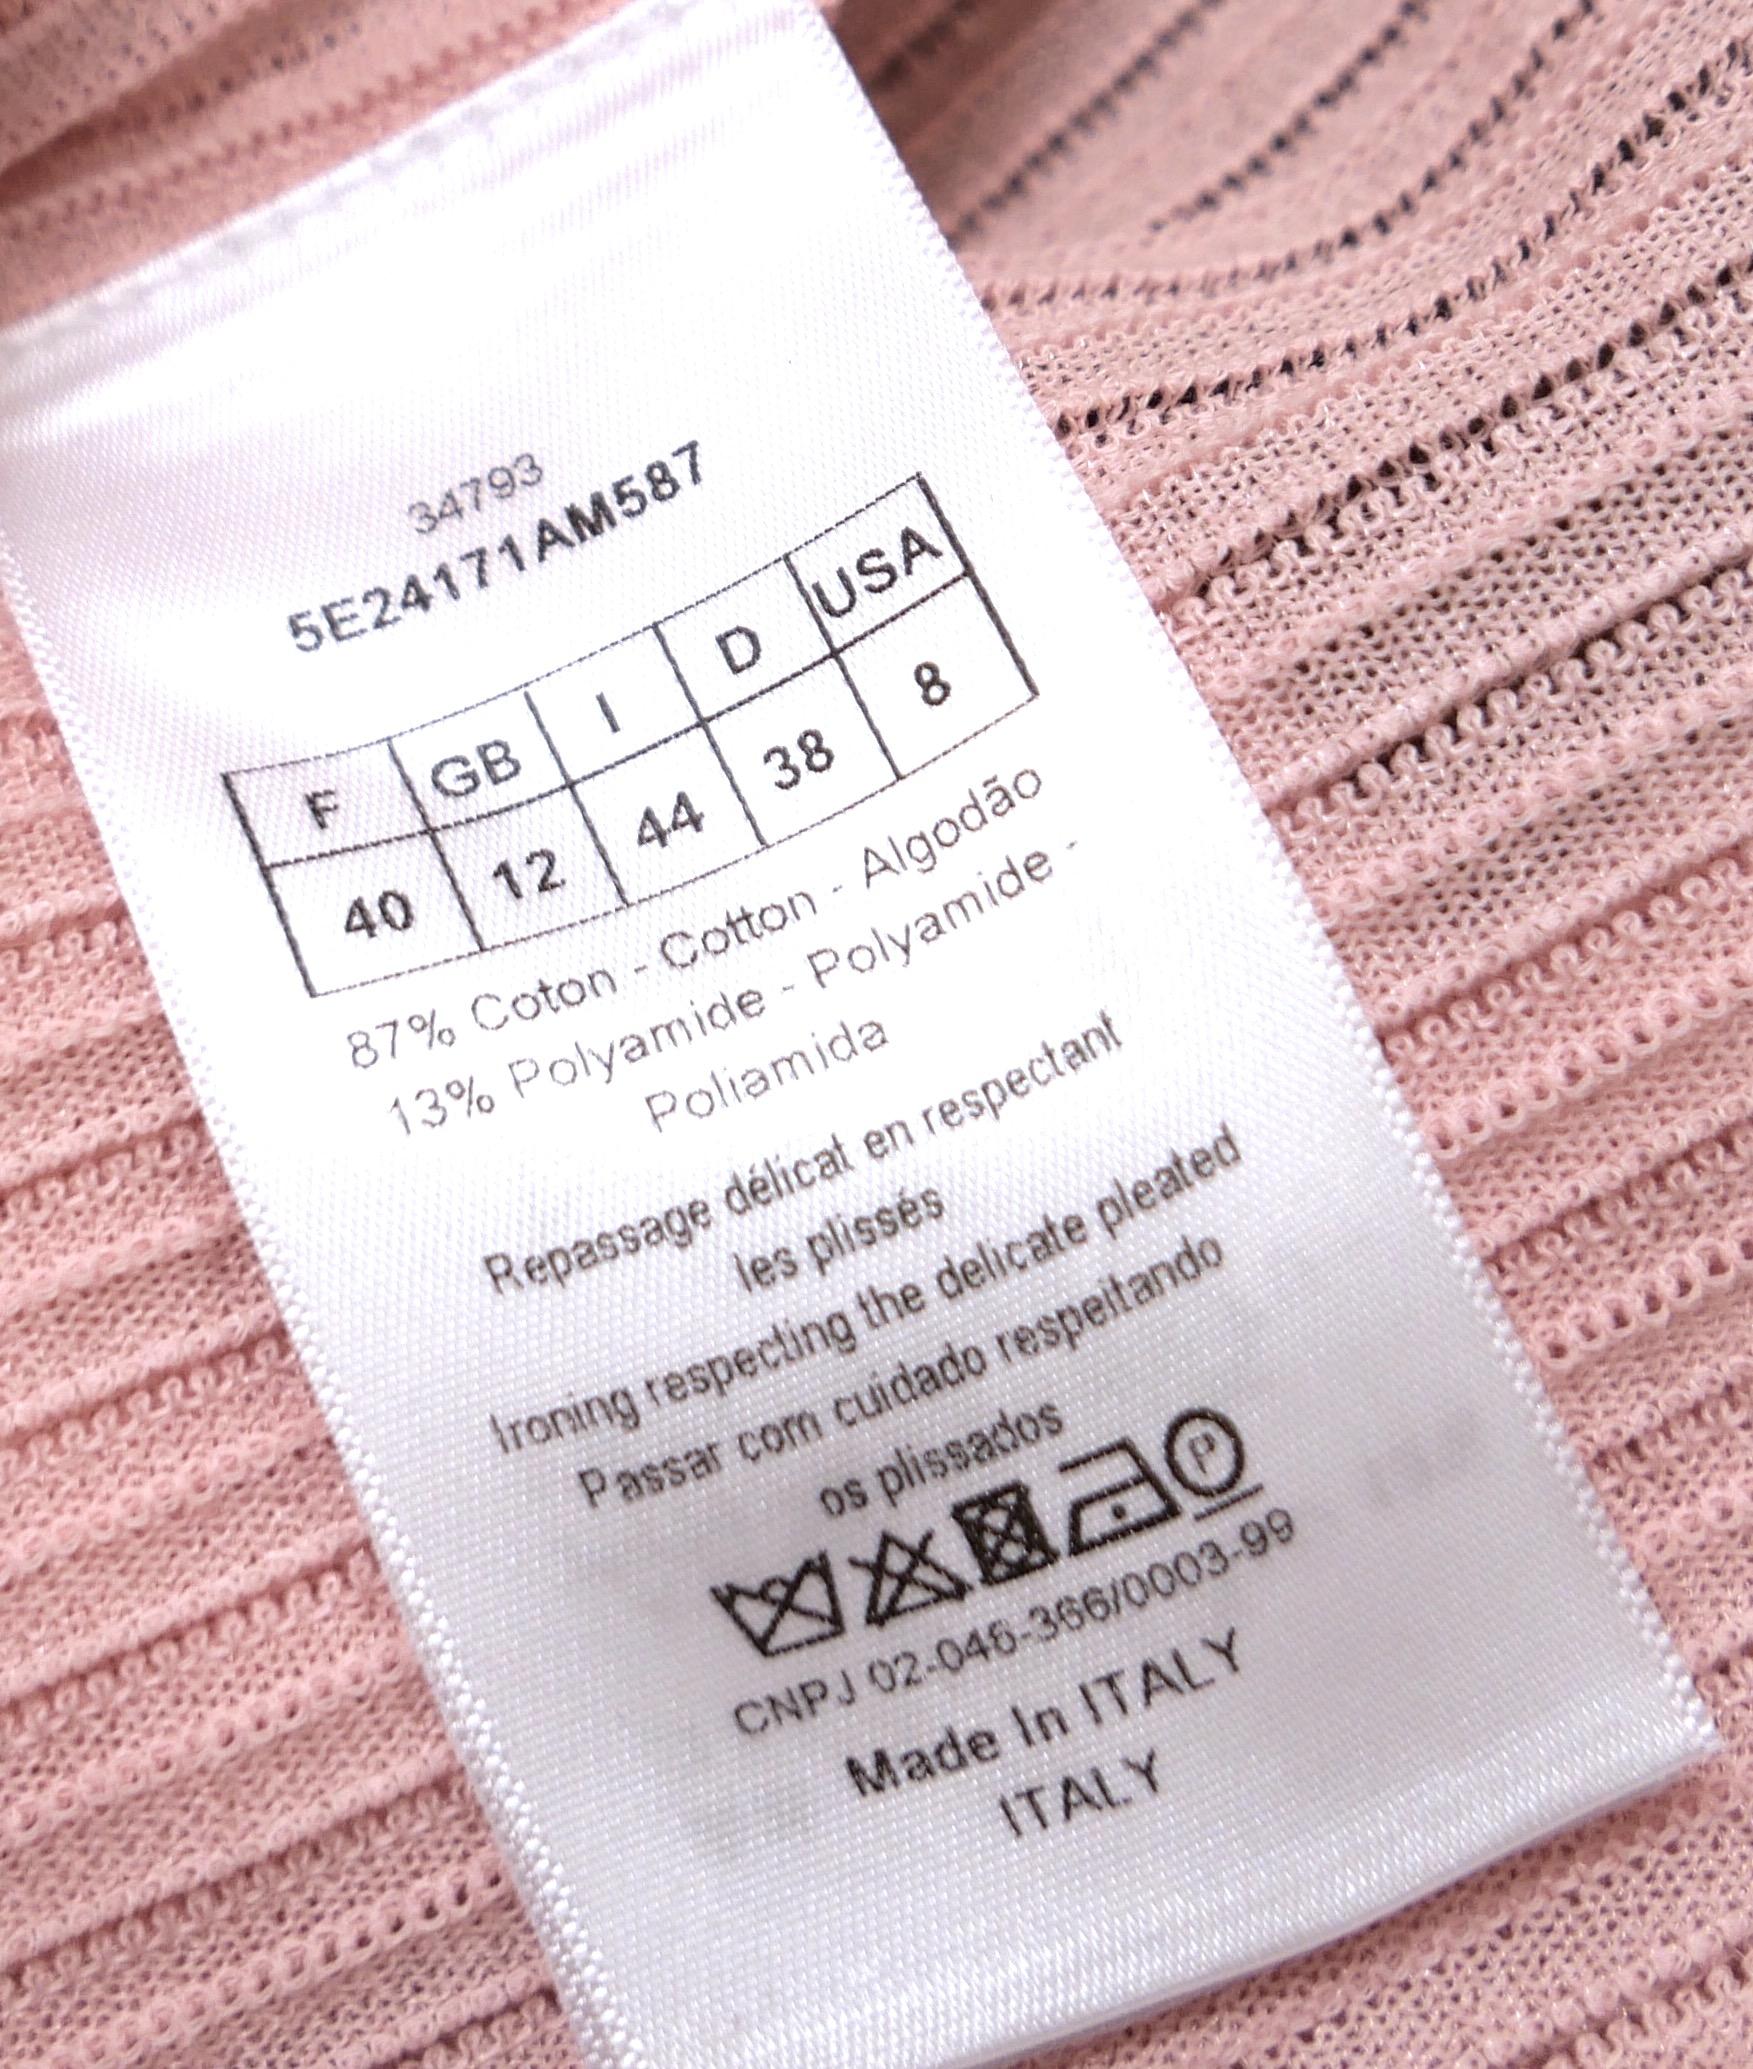 34793
5E24171AM587
F GB I D USA
40 12 44 38 8
87% Coton - Cotton - Algodão
13% Polyamide - Polyamide -
Poliamida
Repassage délicat en respectant
les plissés
Ironing respecting the delicate pleated
Passar com cuidado respeitando
os plissados
P
CNPJ 02-046-366/0003-99
Made In ITALY
ITALY